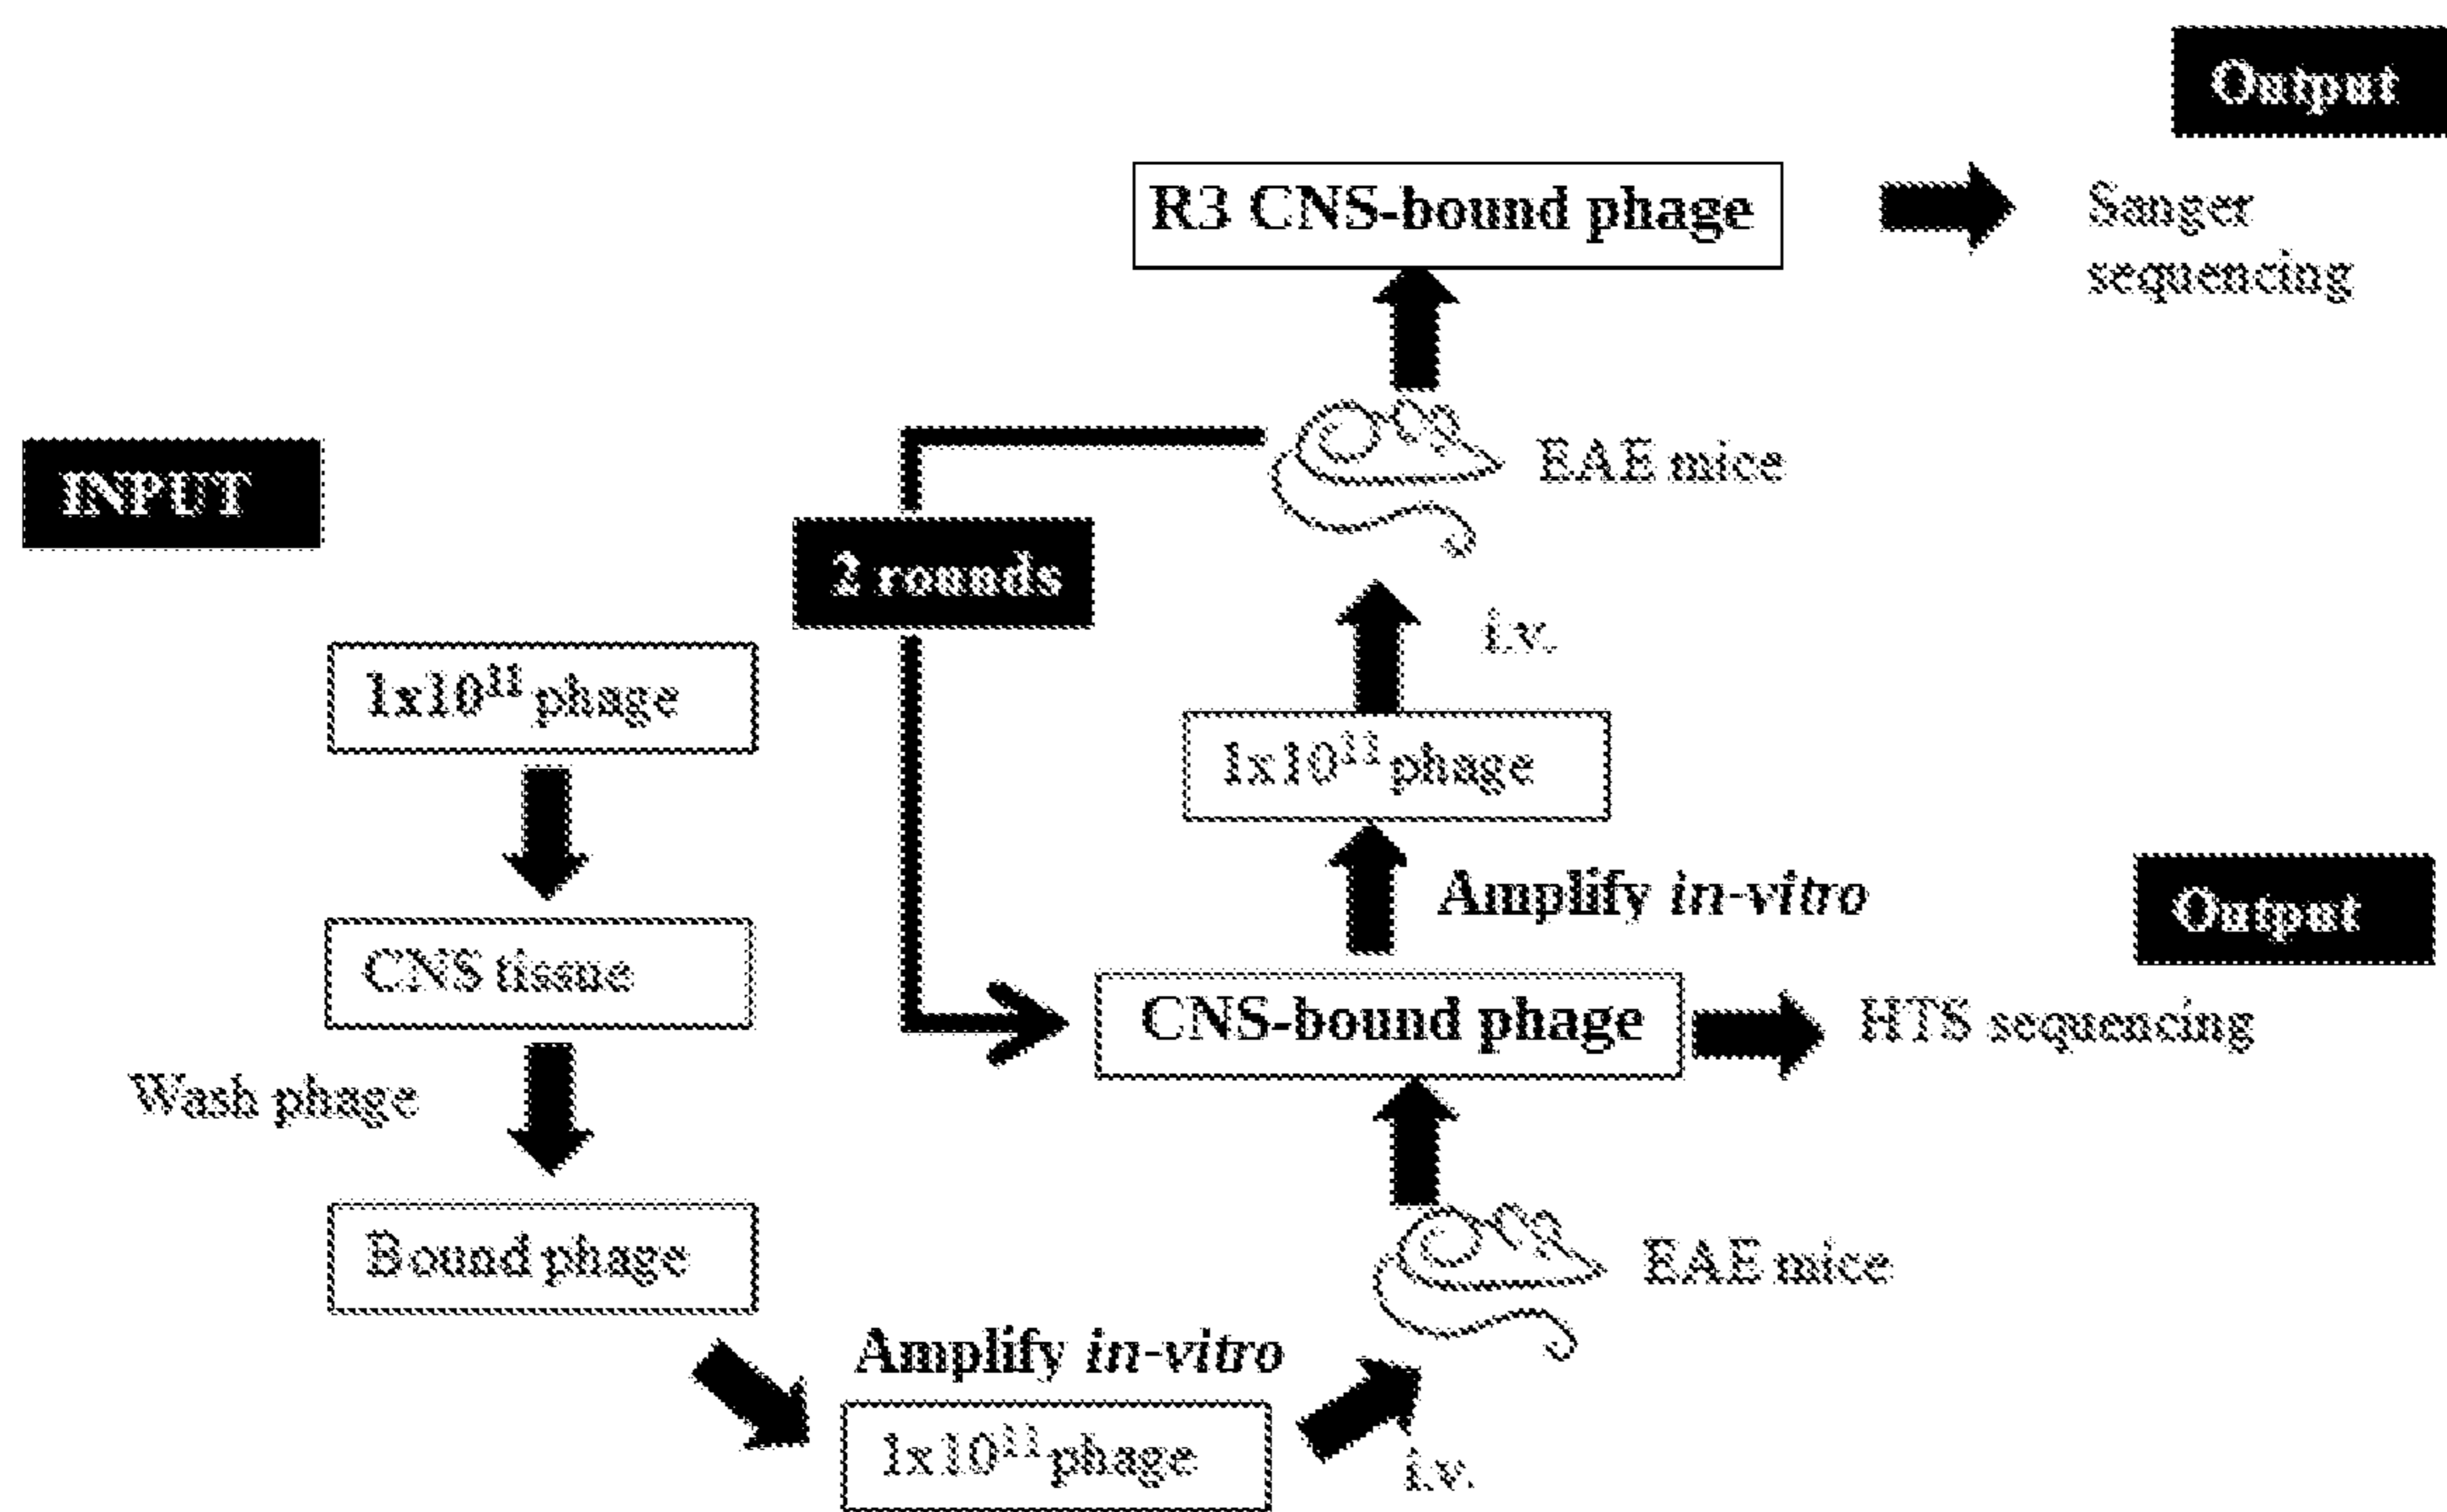 Output
R3 CNS-bound phage
Sanger
sequencing
EAE mice
INPUT
2 rounds
i.v.
1x10¹¹ phage
1x10¹¹ phage
Amplify in-vitro
Output
CNS tissue
CNS-bound phage
HTS sequencing
Wash phage
Bound phage
EAE mice
Amplify in-vitro
1x10¹¹ phage
i.v.